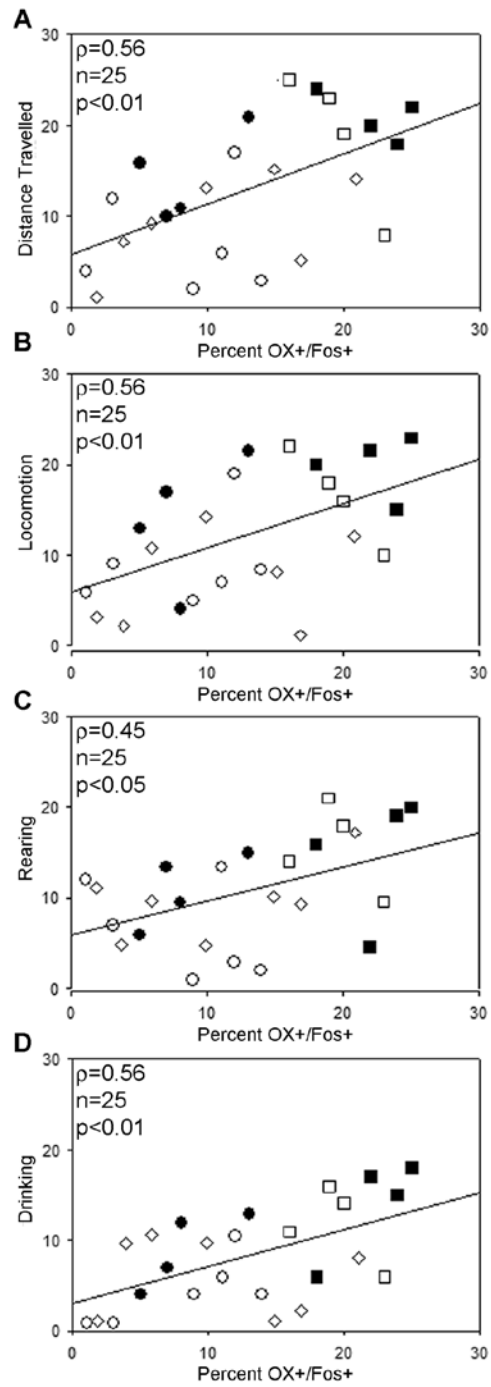 A
30
ρ=0.56
n=25
p<0.01
20
Distance Travelled
10
0
0 10 20 30
Percent OX+/Fos+
B
30
ρ=0.56
n=25
p<0.01
20
Locomotion
10
0
0 10 20 30
Percent OX+/Fos+
C
30
ρ=0.45
n=25
p<0.05
20
Rearing
10
0
0 10 20 30
Percent OX+/Fos+
D
30
ρ=0.56
n=25
p<0.01
20
Drinking
10
0
0 10 20 30
Percent OX+/Fos+